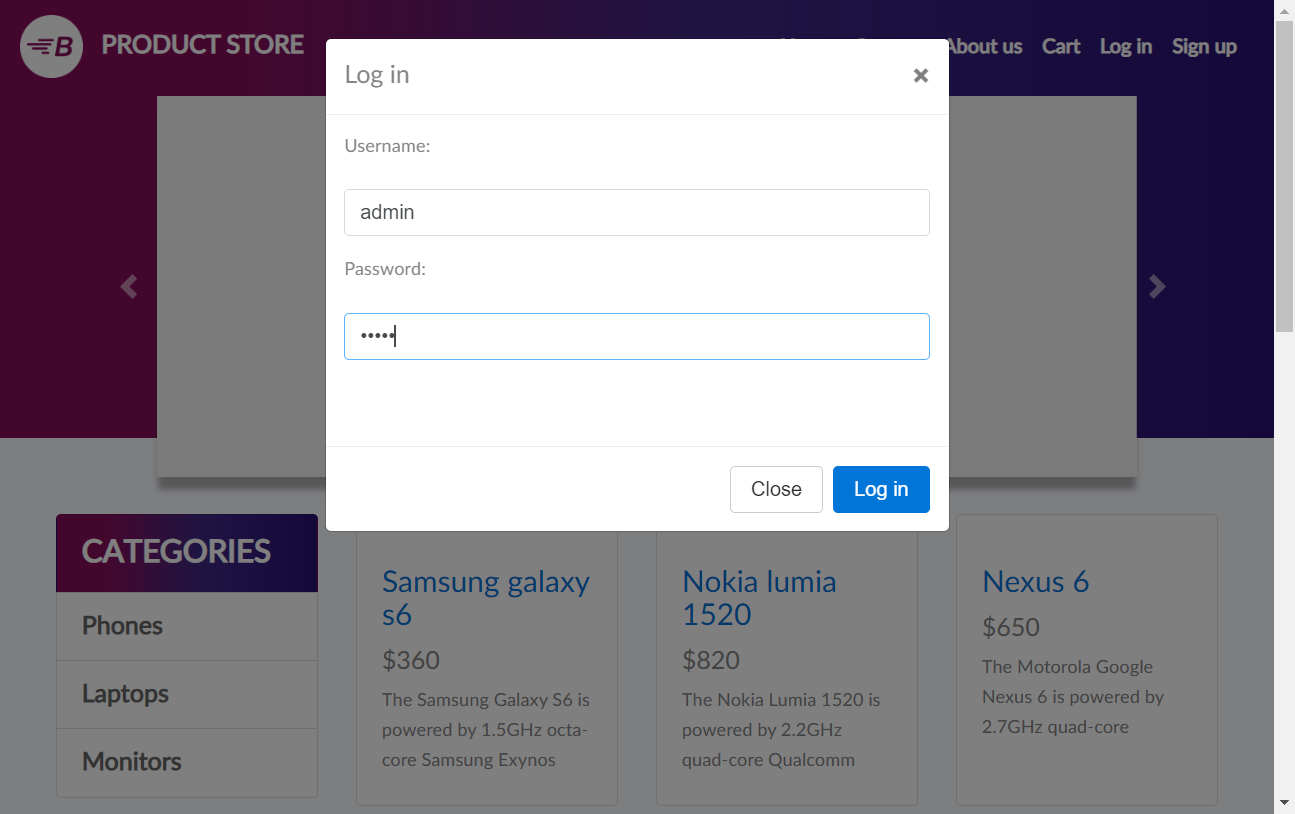 B PRODUCT STORE
About us Cart Log in Sign up
Log in
Username:
admin
Password:
•••••
Close Log in
CATEGORIES
Phones
Laptops
Monitors
Samsung galaxy
s6
$360
The Samsung Galaxy S6 is
powered by 1.5GHz octa-
core Samsung Exynos
Nokia lumia
1520
$820
The Nokia Lumia 1520 is
powered by 2.2GHz
quad-core Qualcomm
Nexus 6
$650
The Motorola Google
Nexus 6 is powered by
2.7GHz quad-core